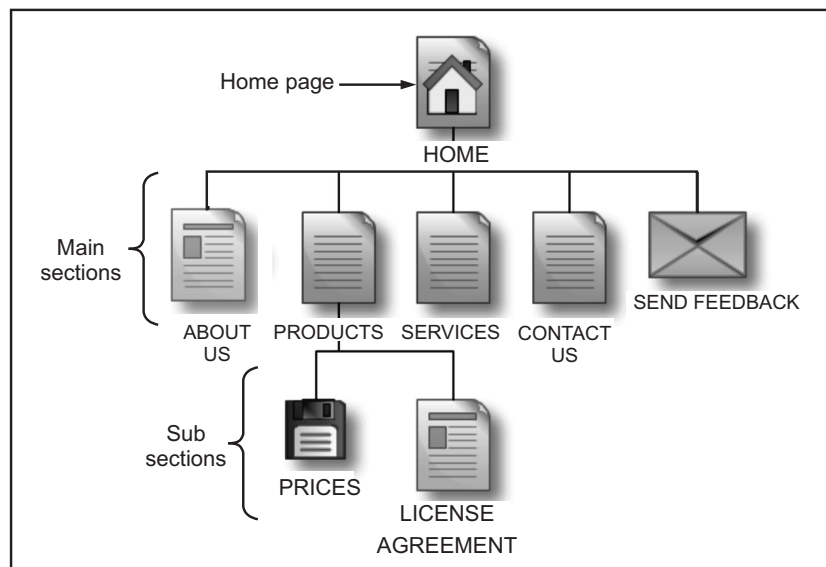 Home page
HOME
Main
sections
ABOUT
US
PRODUCTS
SERVICES
CONTACT
US
SEND FEEDBACK
Sub
sections
PRICES
LICENSE
AGREEMENT